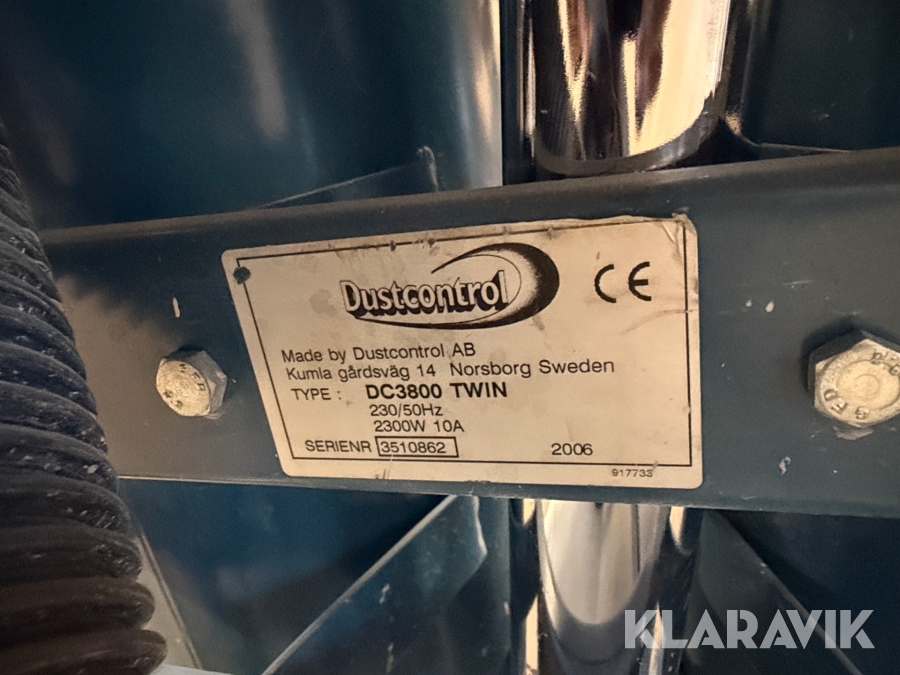 Dustcontrol CE
Made by Dustcontrol AB
Kumla gårdsväg 14 Norsborg Sweden
TYPE : DC3800 TWIN
230/50Hz
2300W 10A
SERIENR 3510862 2006
917733
KLARAVIK